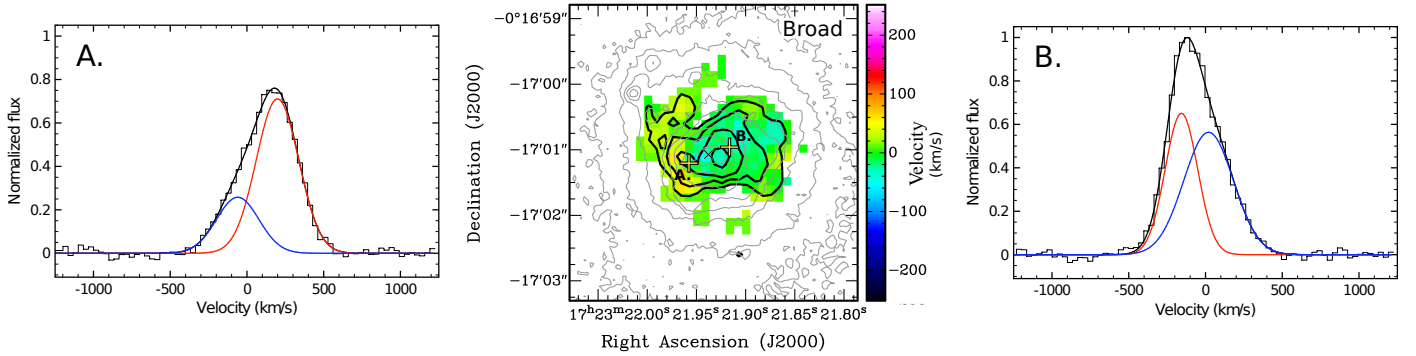 A.
Normalized flux
1
0.8
0.6
0.4
0.2
0
-1000 -500 0 500 1000
Velocity (km/s)
Broad
A.
B.
Declination (J2000)
−0°16′59″
−17′00″
−17′01″
−17′02″
−17′03″
17ʰ23ᵐ22.00ˢ 21.95ˢ 21.90ˢ 21.85ˢ 21.80ˢ
Right Ascension (J2000)
200
100
0
−100
−200
Velocity
(km/s)
B.
Normalized flux
1
0.8
0.6
0.4
0.2
0
-1000 -500 0 500 1000
Velocity (km/s)